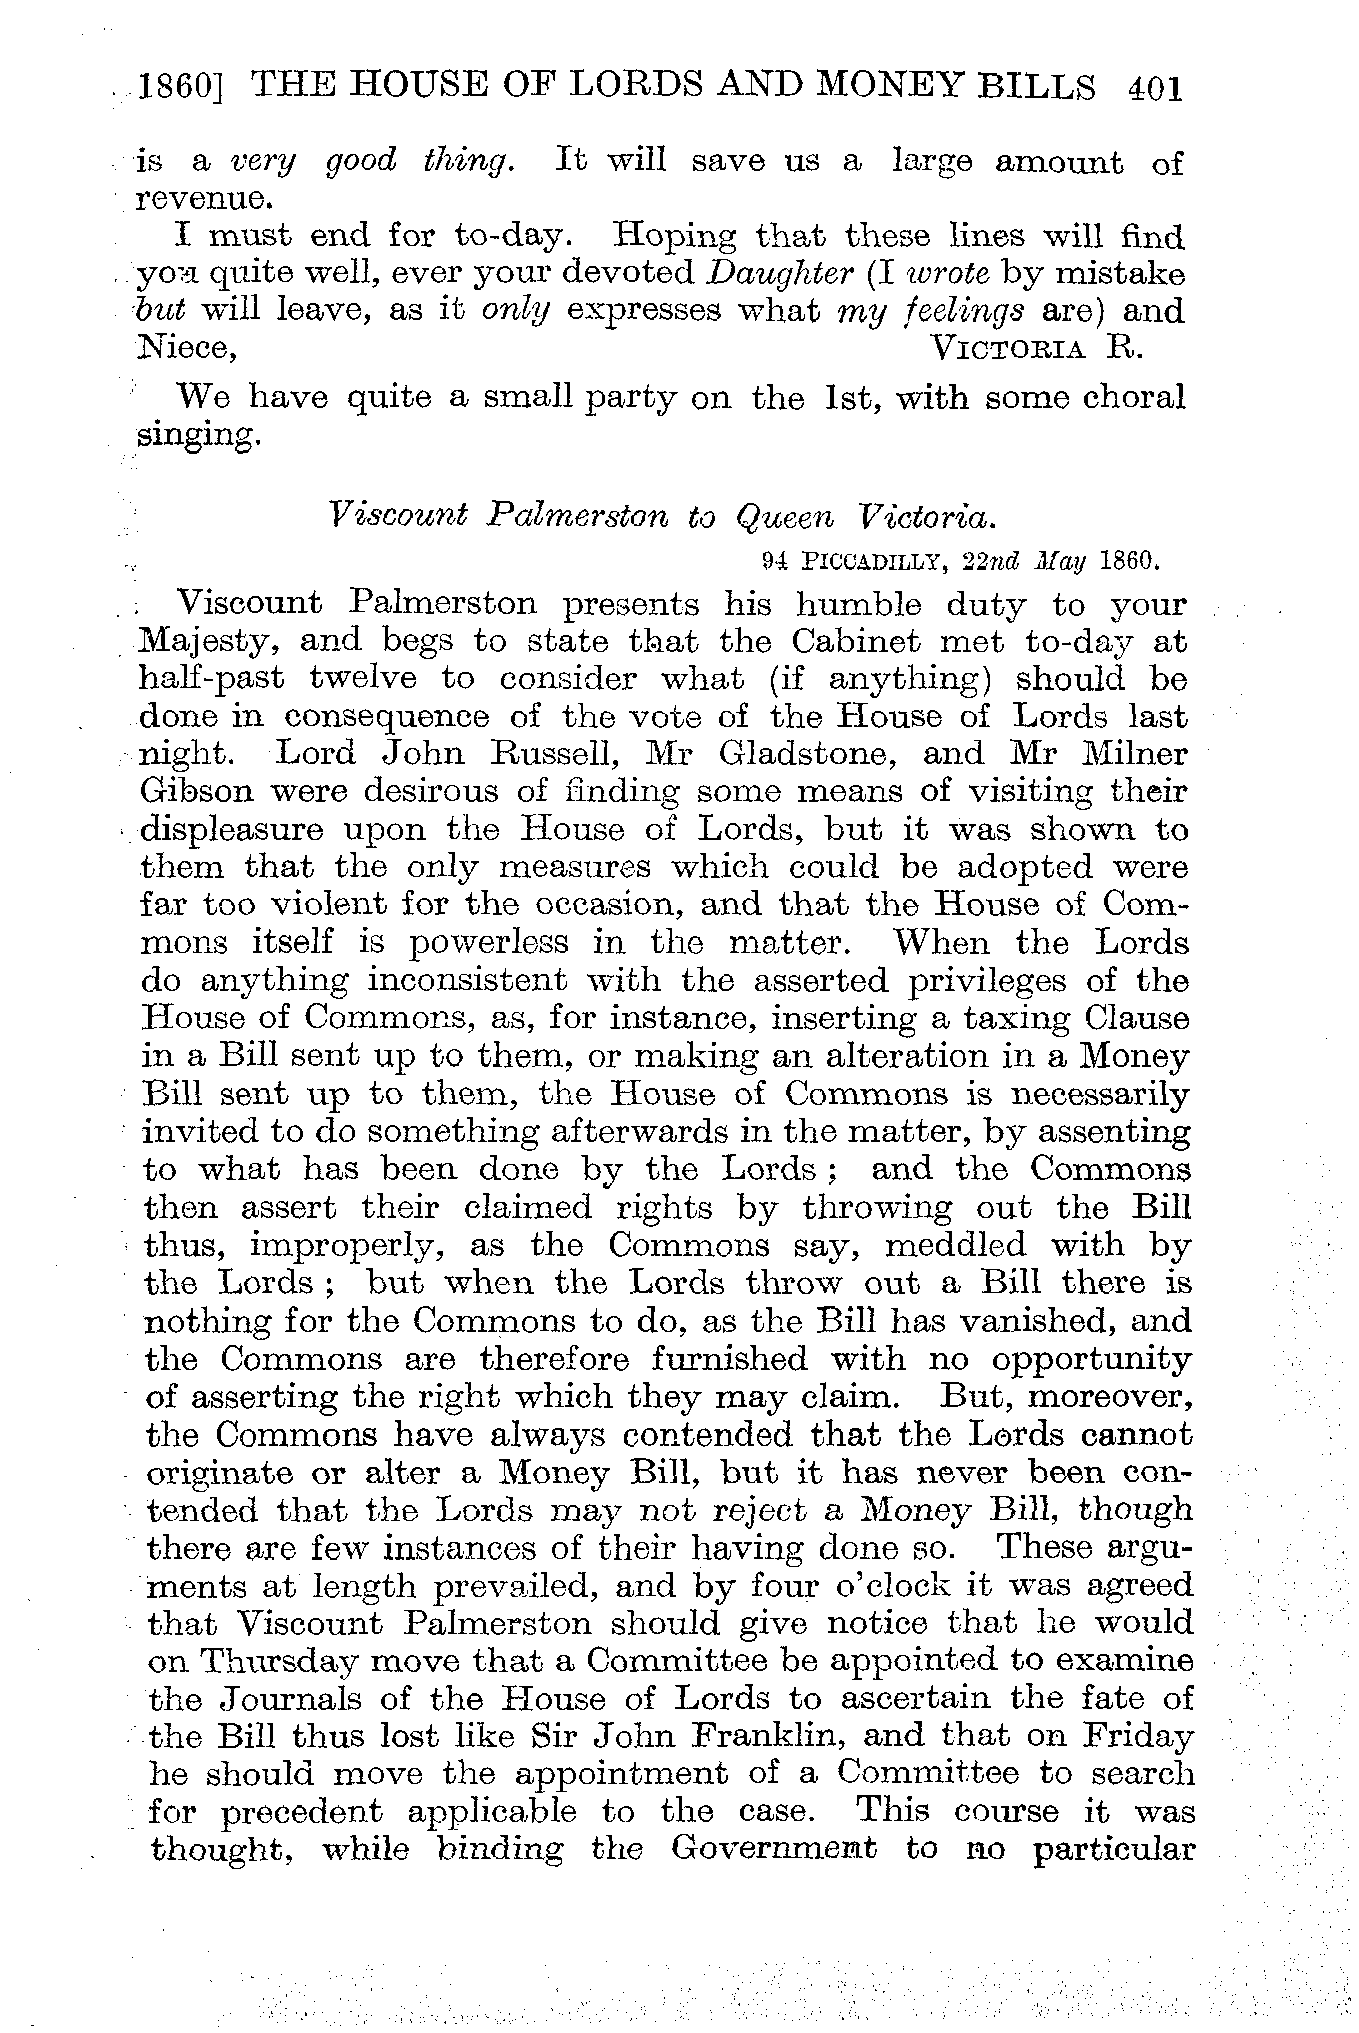 1860] THE HOUSE OF LORDS AND MONEY BILLS 401
is a very good thing. It will save us a large amount of
revenue.
I must end for to-day. Hoping that these lines will find
you quite well, ever your devoted Daughter (I wrote by mistake
but will leave, as it only expresses what my feelings are) and
Niece, VICTORIA R.
We have quite a small party on the 1st, with some choral
singing.
Viscount Palmerston to Queen Victoria.
94 PICCADILLY, 22nd May 1860.
Viscount Palmerston presents his humble duty to your
Majesty, and begs to state that the Cabinet met to-day at
half-past twelve to consider what (if anything) should be
done in consequence of the vote of the House of Lords last
night. Lord John Russell, Mr Gladstone, and Mr Milner
Gibson were desirous of finding some means of visiting their
displeasure upon the House of Lords, but it was shown to
them that the only measures which could be adopted were
far too violent for the occasion, and that the House of Com-
mons itself is powerless in the matter. When the Lords
do anything inconsistent with the asserted privileges of the
House of Commons, as, for instance, inserting a taxing Clause
in a Bill sent up to them, or making an alteration in a Money
Bill sent up to them, the House of Commons is necessarily
invited to do something afterwards in the matter, by assenting
to what has been done by the Lords ; and the Commons
then assert their claimed rights by throwing out the Bill
thus, improperly, as the Commons say, meddled with by
the Lords ; but when the Lords throw out a Bill there is
nothing for the Commons to do, as the Bill has vanished, and
the Commons are therefore furnished with no opportunity
of asserting the right which they may claim. But, moreover,
the Commons have always contended that the Lords cannot
originate or alter a Money Bill, but it has never been con-
tended that the Lords may not reject a Money Bill, though
there are few instances of their having done so. These argu-
ments at length prevailed, and by four o'clock it was agreed
that Viscount Palmerston should give notice that he would
on Thursday move that a Committee be appointed to examine
the Journals of the House of Lords to ascertain the fate of
the Bill thus lost like Sir John Franklin, and that on Friday
he should move the appointment of a Committee to search
for precedent applicable to the case. This course it was
thought, while binding the Government to no particular